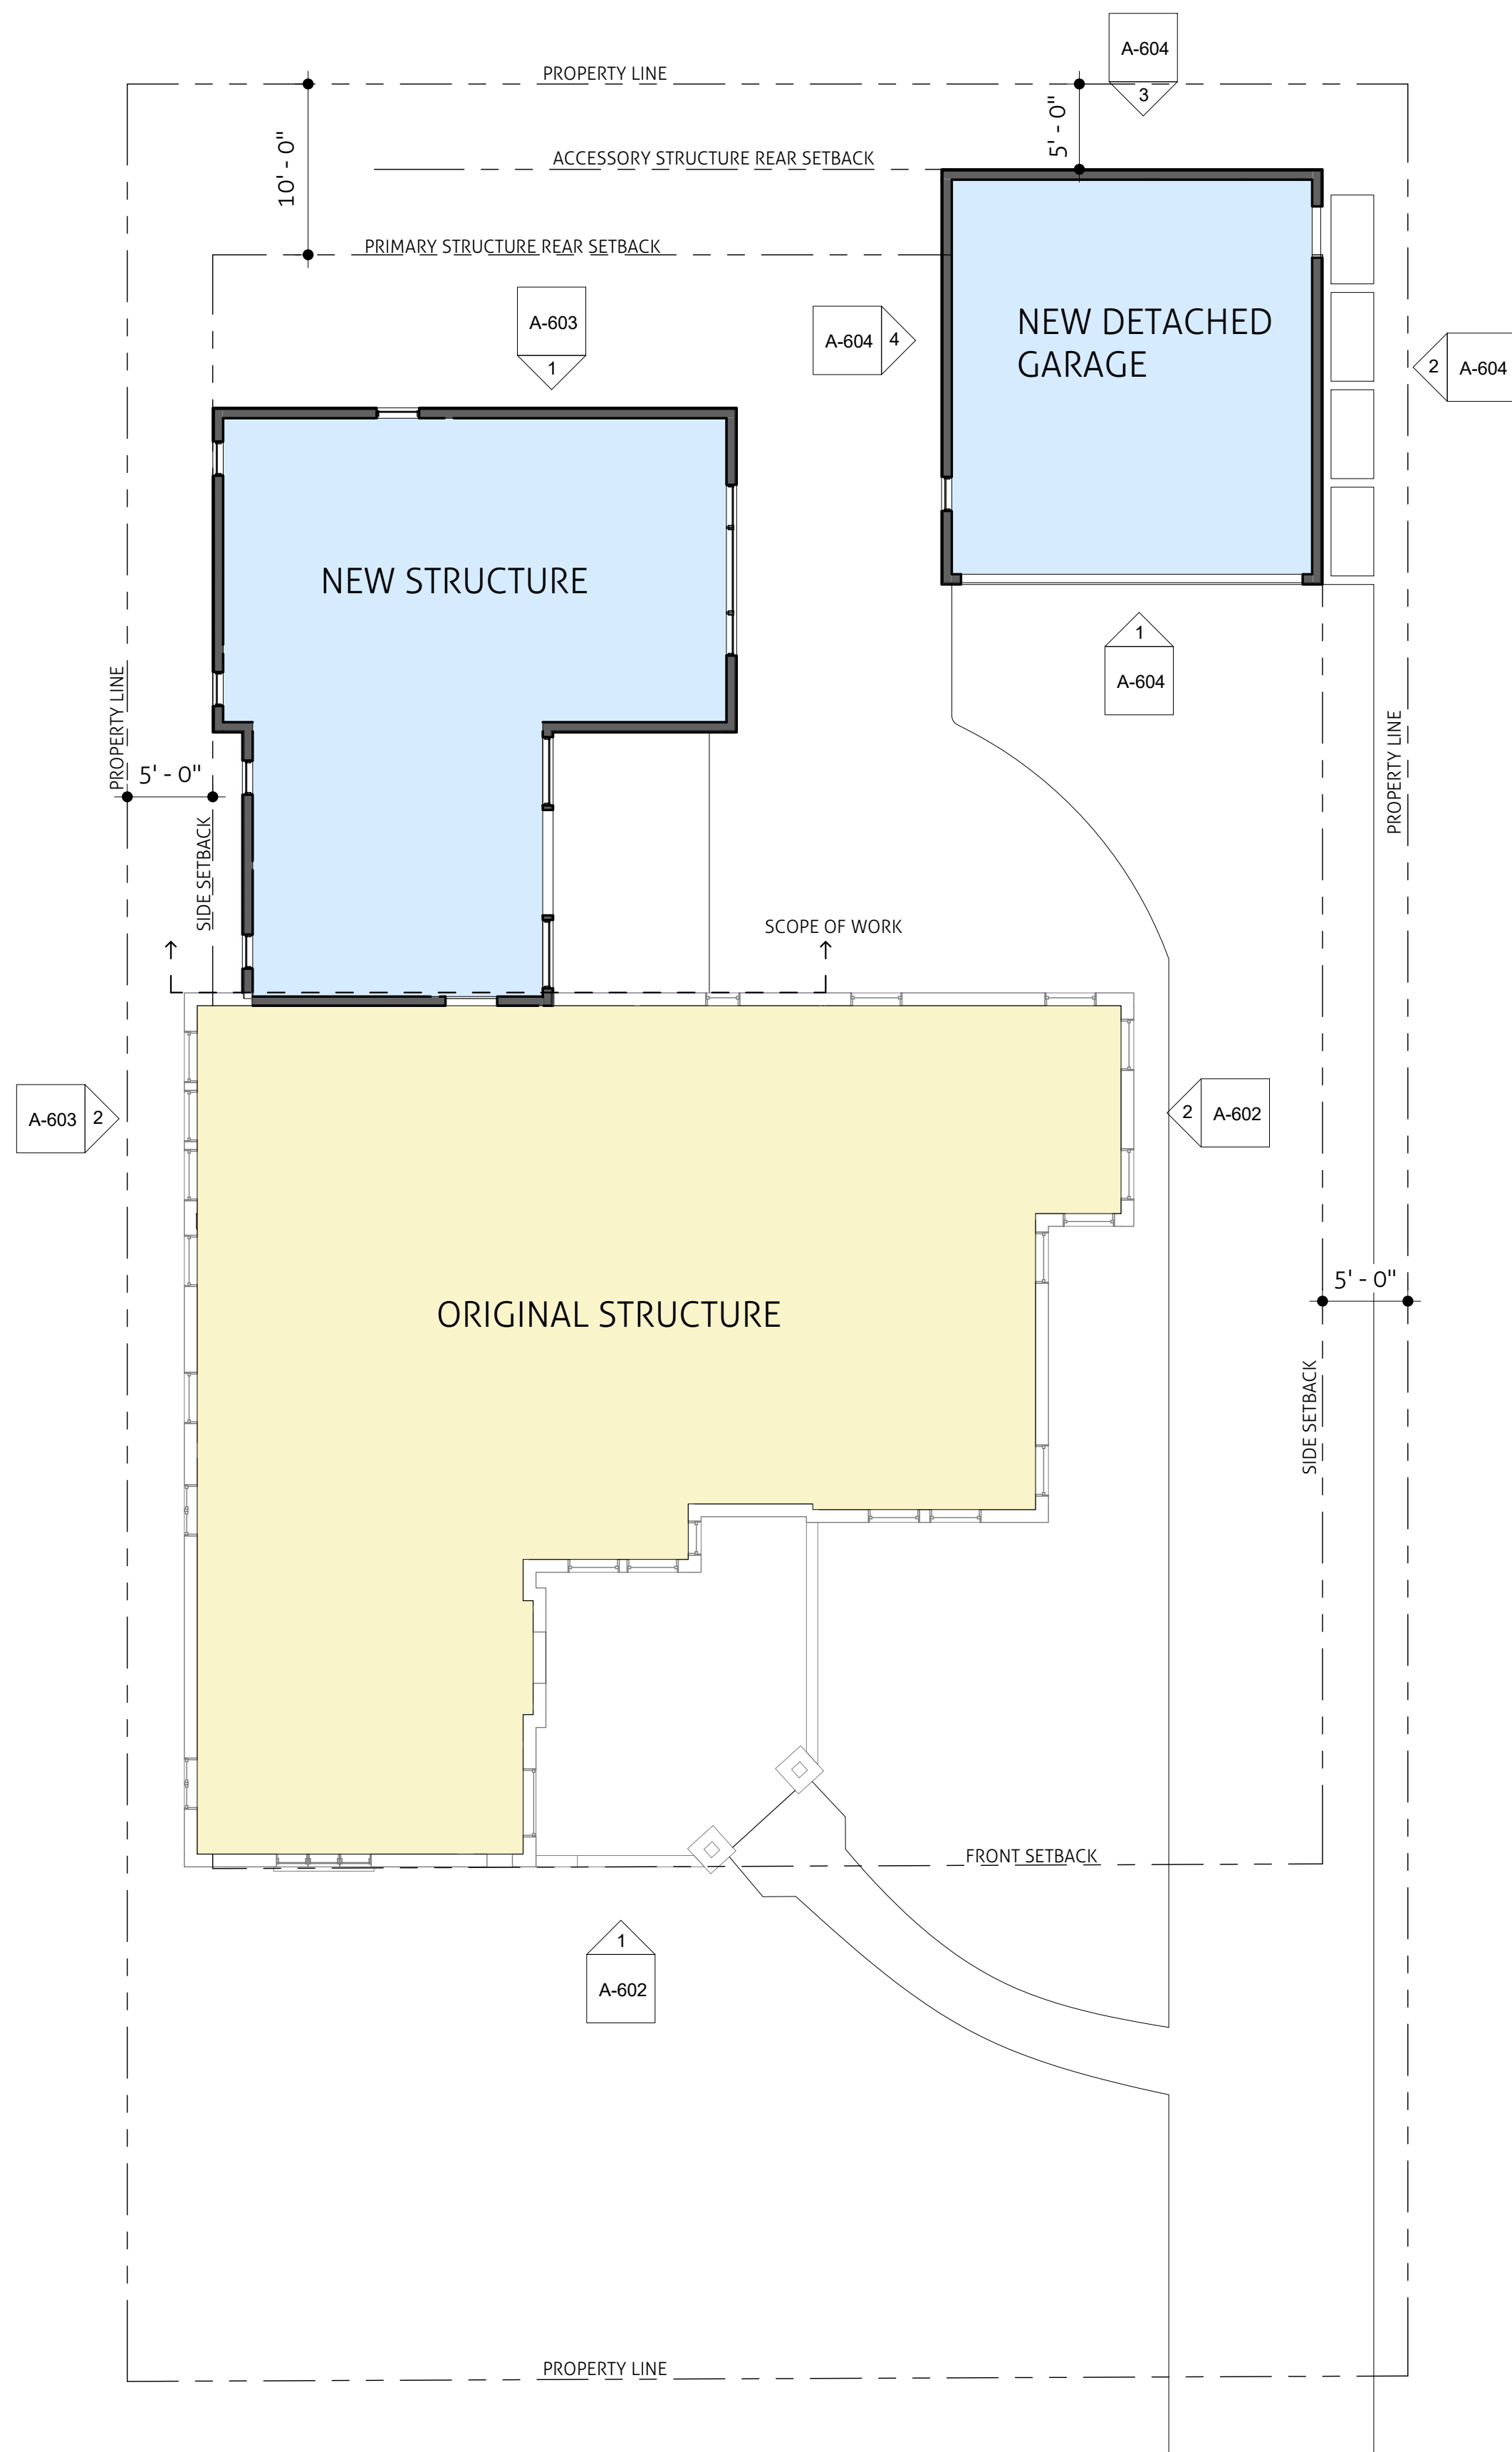 A-604
3
PROPERTY LINE
10' - 0"
5' - 0"
ACCESSORY STRUCTURE REAR SETBACK
PRIMARY STRUCTURE REAR SETBACK
A-603
1
A-604
4
NEW DETACHED
GARAGE
2
A-604
NEW STRUCTURE
1
A-604
PROPERTY LINE
5' - 0"
SIDE SETBACK
PROPERTY LINE
SCOPE OF WORK
A-603
2
2
A-602
ORIGINAL STRUCTURE
5' - 0"
SIDE SETBACK
FRONT SETBACK
1
A-602
PROPERTY LINE